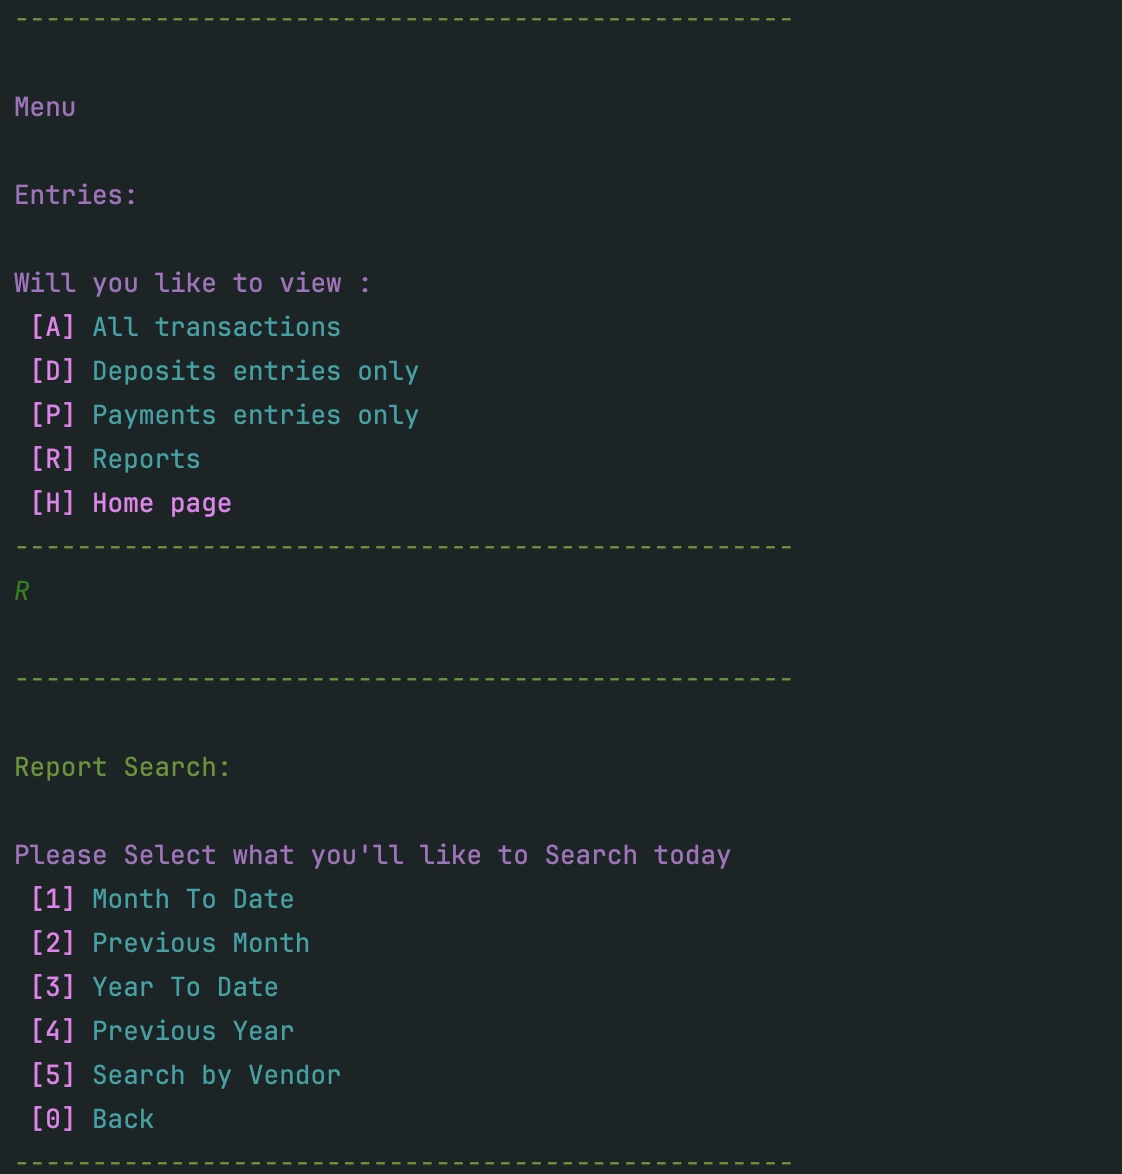 --------------------------------------------------
Menu
Entries:
Will you like to view :
[A] All transactions
[D] Deposits entries only
[P] Payments entries only
[R] Reports
[H] Home page
--------------------------------------------------
R
--------------------------------------------------
Report Search:
Please Select what you'll like to Search today
[1] Month To Date
[2] Previous Month
[3] Year To Date
[4] Previous Year
[5] Search by Vendor
[0] Back
--------------------------------------------------